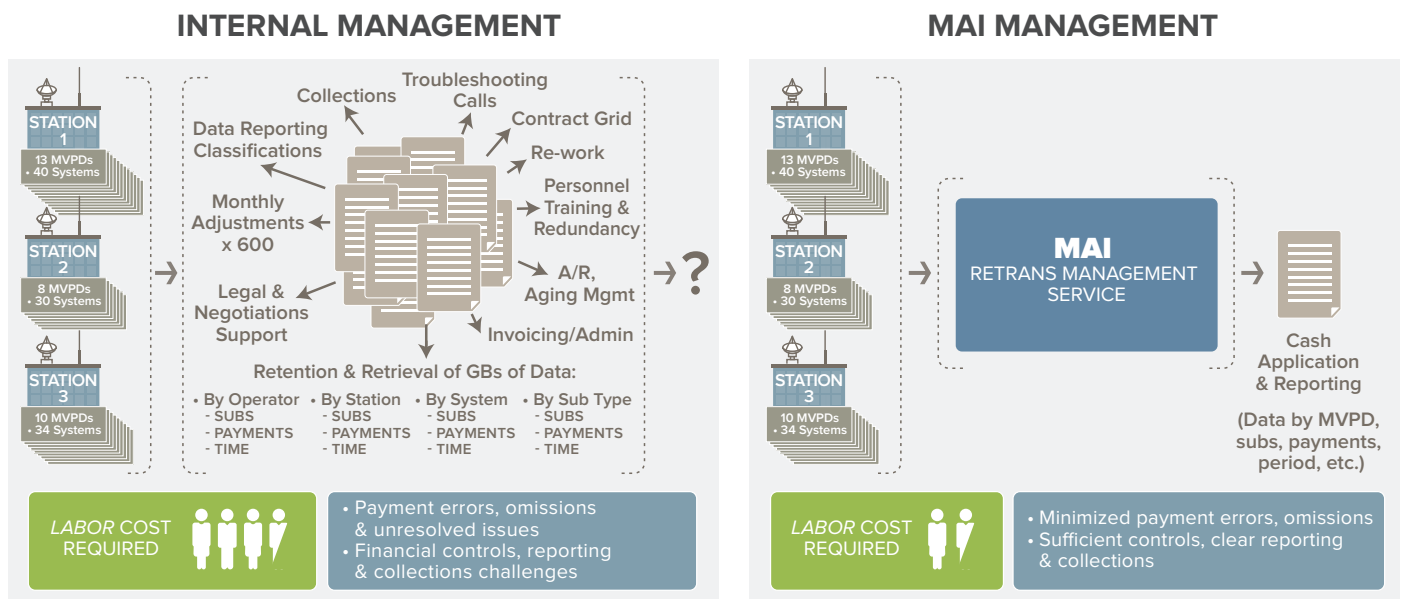 INTERNAL MANAGEMENT
STATION
1
13 MVPDs
• 40 Systems
STATION
2
8 MVPDs
• 30 Systems
STATION
3
10 MVPDs
• 34 Systems
Collections
Troubleshooting
Calls
Data Reporting
Classifications
Contract Grid
Re-work
Monthly
Adjustments
x 600
Personnel
Training &
Redundancy
Legal &
Negotiations
Support
A/R,
Aging Mgmt
Invoicing/Admin
?
Retention & Retrieval of GBs of Data:
• By Operator
- SUBS
- PAYMENTS
- TIME
• By Station
- SUBS
- PAYMENTS
- TIME
• By System
- SUBS
- PAYMENTS
- TIME
• By Sub Type
- SUBS
- PAYMENTS
- TIME
LABOR COST
REQUIRED
• Payment errors, omissions
& unresolved issues
• Financial controls, reporting
& collections challenges
MAI MANAGEMENT
STATION
1
13 MVPDs
• 40 Systems
STATION
2
8 MVPDs
• 30 Systems
STATION
3
10 MVPDs
• 34 Systems
MAI
RETRANS MANAGEMENT
SERVICE
Cash
Application
& Reporting
(Data by MVPD,
subs, payments,
period, etc.)
LABOR COST
REQUIRED
• Minimized payment errors, omissions
• Sufficient controls, clear reporting
& collections